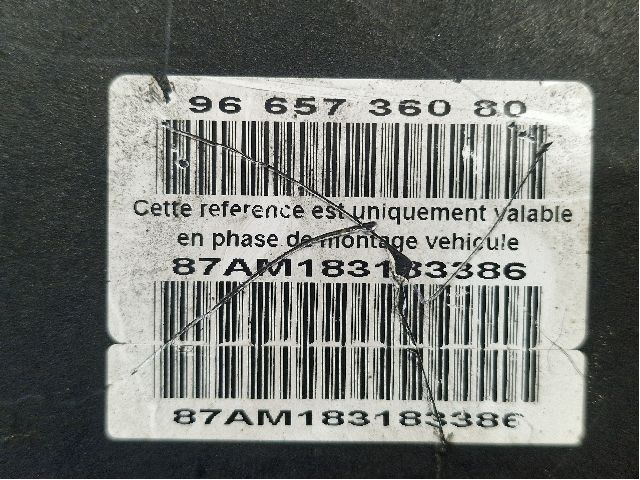 96 657 360 80
Cette reference est uniquement valable
en phase de montage vehicule
87AM183183386
87AM183183386